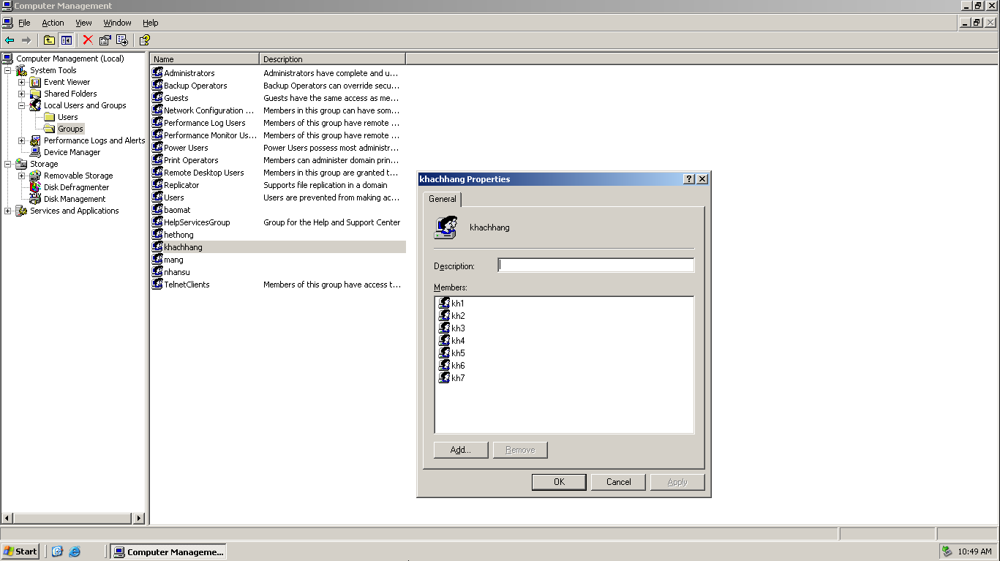 Computer Management
File Action View Window Help
Computer Management (Local)
System Tools
Event Viewer
Shared Folders
Local Users and Groups
Users
Groups
Performance Logs and Alerts
Device Manager
Storage
Removable Storage
Disk Defragmenter
Disk Management
Services and Applications
Name Description
Administrators Administrators have complete and u...
Backup Operators Backup Operators can override secu...
Guests Guests have the same access as me...
Network Configuration ... Members in this group can have som...
Performance Log Users Members of this group have remote ...
Performance Monitor Us... Members of this group have remote ...
Power Users Power Users possess most administr...
Print Operators Members can administer domain prin...
Remote Desktop Users Members in this group are granted t...
Replicator Supports file replication in a domain
Users Users are prevented from making ac...
baomat
HelpServicesGroup Group for the Help and Support Center
hethong
khachhang
mang
nhansu
TelnetClients Members of this group have access t...
khachhang Properties
General
khachhang
Description:
Members:
kh1
kh2
kh3
kh4
kh5
kh6
kh7
Add... Remove
OK Cancel Apply
Start Computer Manageme... 10:49 AM